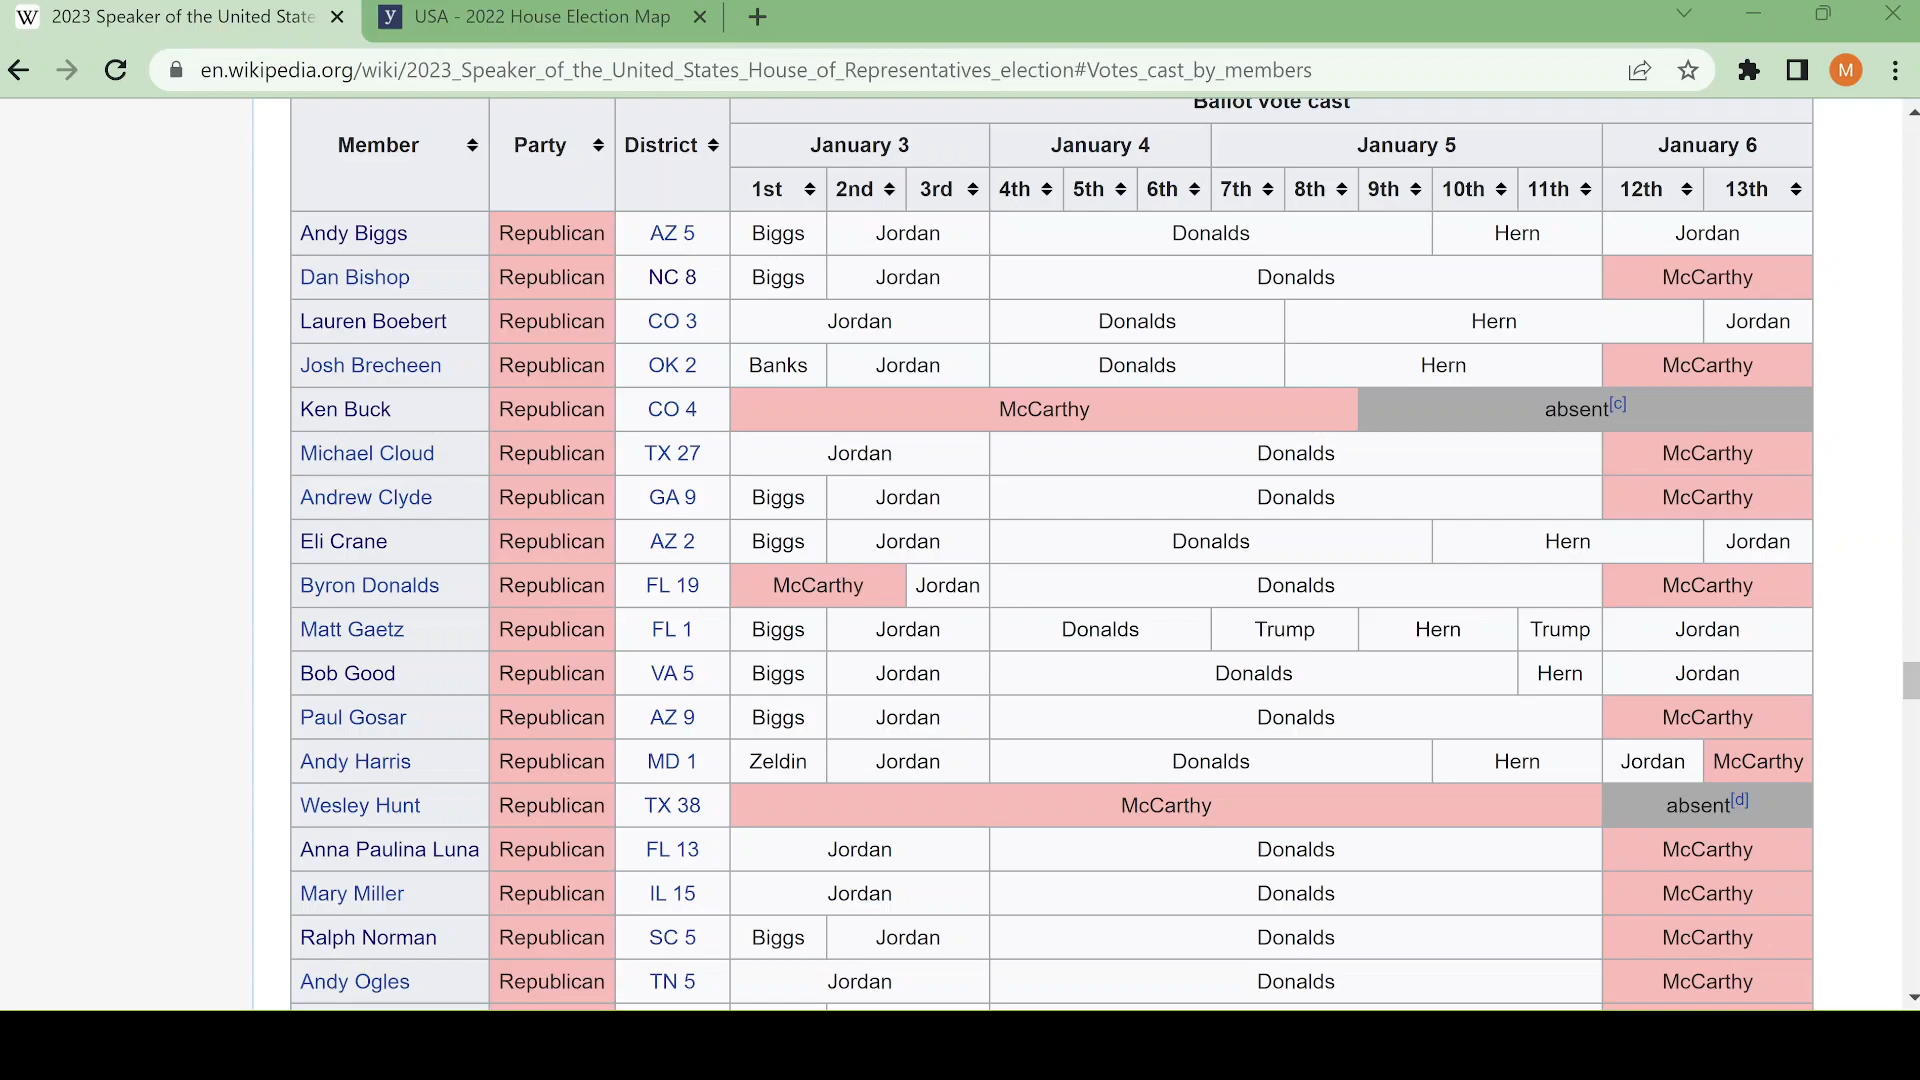 W 2023 Speaker of the United State
y USA - 2022 House Election Map
en.wikipedia.org/wiki/2023_Speaker_of_the_United_States_House_of_Representatives_election#Votes_cast_by_members
M
Ballot vote cast
Member Party District January 3 January 4 January 5 January 6
1st 2nd 3rd 4th 5th 6th 7th 8th 9th 10th 11th 12th 13th
Andy Biggs Republican AZ 5 Biggs Jordan Donalds Hern Jordan
Dan Bishop Republican NC 8 Biggs Jordan Donalds McCarthy
Lauren Boebert Republican CO 3 Jordan Donalds Hern Jordan
Josh Brecheen Republican OK 2 Banks Jordan Donalds Hern McCarthy
Ken Buck Republican CO 4 McCarthy absent[c]
Michael Cloud Republican TX 27 Jordan Donalds McCarthy
Andrew Clyde Republican GA 9 Biggs Jordan Donalds McCarthy
Eli Crane Republican AZ 2 Biggs Jordan Donalds Hern Jordan
Byron Donalds Republican FL 19 McCarthy Jordan Donalds McCarthy
Matt Gaetz Republican FL 1 Biggs Jordan Donalds Trump Hern Trump Jordan
Bob Good Republican VA 5 Biggs Jordan Donalds Hern Jordan
Paul Gosar Republican AZ 9 Biggs Jordan Donalds McCarthy
Andy Harris Republican MD 1 Zeldin Jordan Donalds Hern Jordan McCarthy
Wesley Hunt Republican TX 38 McCarthy absent[d]
Anna Paulina Luna Republican FL 13 Jordan Donalds McCarthy
Mary Miller Republican IL 15 Jordan Donalds McCarthy
Ralph Norman Republican SC 5 Biggs Jordan Donalds McCarthy
Andy Ogles Republican TN 5 Jordan Donalds McCarthy